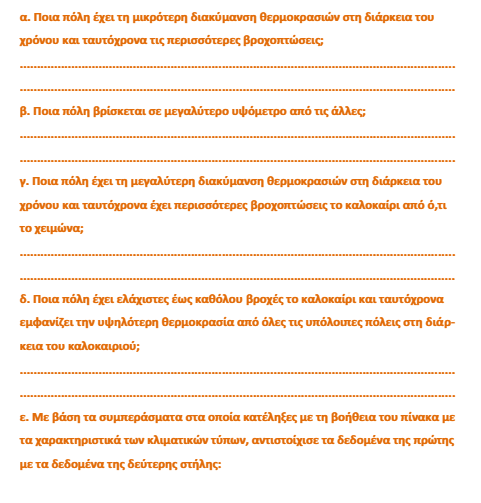 α. Ποια πόλη έχει τη μικρότερη διακύμανση θερμοκρασιών στη διάρκεια του
χρόνου και ταυτόχρονα τις περισσότερες βροχοπτώσεις;
................................................................................................................................
................................................................................................................................
β. Ποια πόλη βρίσκεται σε μεγαλύτερο υψόμετρο από τις άλλες;
................................................................................................................................
................................................................................................................................
γ. Ποια πόλη έχει τη μεγαλύτερη διακύμανση θερμοκρασιών στη διάρκεια του
χρόνου και ταυτόχρονα έχει περισσότερες βροχοπτώσεις το καλοκαίρι από ό,τι
το χειμώνα;
................................................................................................................................
................................................................................................................................
δ. Ποια πόλη έχει ελάχιστες έως καθόλου βροχές το καλοκαίρι και ταυτόχρονα
εμφανίζει την υψηλότερη θερμοκρασία από όλες τις υπόλοιπες πόλεις στη διάρ-
κεια του καλοκαιριού;
................................................................................................................................
................................................................................................................................
ε. Με βάση τα συμπεράσματα στα οποία κατέληξες με τη βοήθεια του πίνακα με
τα χαρακτηριστικά των κλιματικών τύπων, αντιστοίχισε τα δεδομένα της πρώτης
με τα δεδομένα της δεύτερης στήλης: